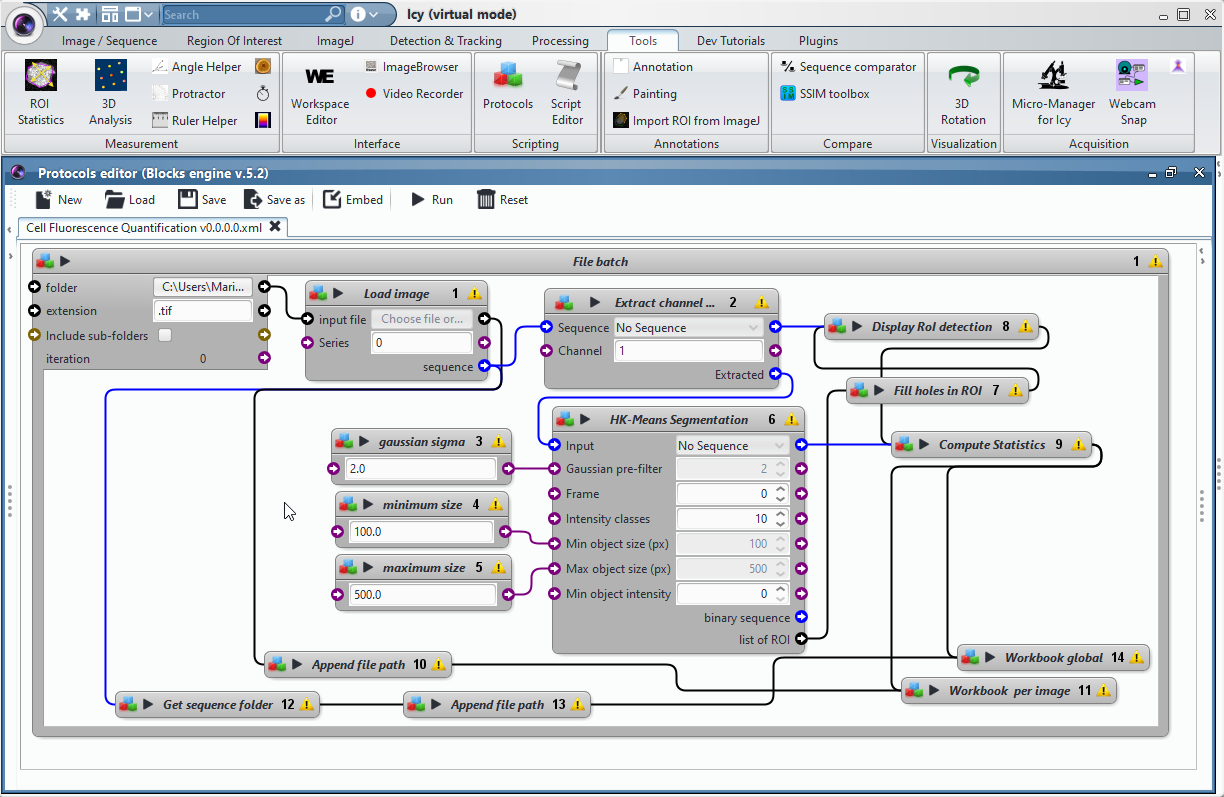 Search
Icy (virtual mode)
Image / Sequence Region Of Interest ImageJ Detection & Tracking Processing Tools Dev Tutorials Plugins
ROI Statistics
3D Analysis
Angle Helper
Protractor
Ruler Helper
Measurement
WE
Workspace Editor
ImageBrowser
Video Recorder
Interface
Protocols
Script Editor
Scripting
Annotation
Painting
Import ROI from ImageJ
Annotations
Sequence comparator
SSIM toolbox
Compare
3D Rotation
Visualization
Micro-Manager for Icy
Webcam Snap
Acquisition
Protocols editor (Blocks engine v.5.2)
New Load Save Save as Embed Run Reset
Cell Fluorescence Quantification v0.0.0.0.xml
File batch 1
folder C:\Users\Mari...
extension .tif
Include sub-folders
iteration 0
Load image 1
input file Choose file or...
Series 0
sequence
Extract channel ... 2
Sequence No Sequence
Channel 1
Extracted
Display RoI detection 8
Fill holes in ROI 7
Compute Statistics 9
gaussian sigma 3
2.0
minimum size 4
100.0
maximum size 5
500.0
HK-Means Segmentation 6
Input No Sequence
Gaussian pre-filter 2
Frame 0
Intensity classes 10
Min object size (px) 100
Max object size (px) 500
Min object intensity 0
binary sequence
list of ROI
Append file path 10
Workbook global 14
Workbook per image 11
Get sequence folder 12
Append file path 13